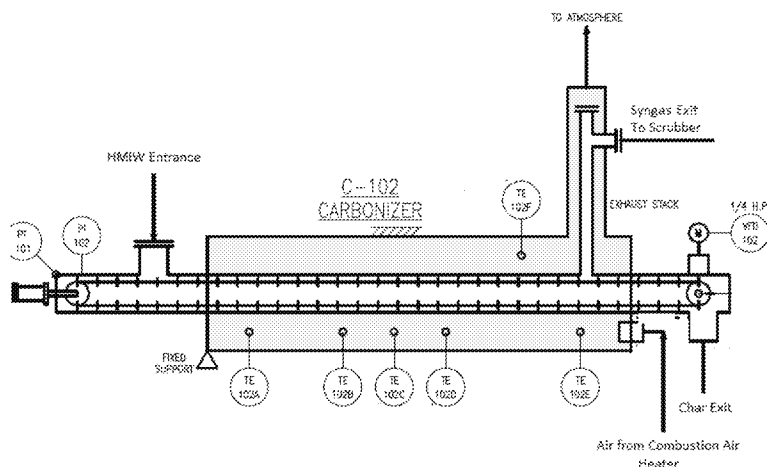 TO ATMOSPHERE
Syngas Exit
To Scrubber
HMIW Entrance
C-102
CARBONIZER
TE
102F
EXHAUST STACK
1/4 H.P
VFD
102
PT
101
PI
102
M
FIXED
SUPPORT
TE
102A
TE
102B
TE
102C
TE
102D
TE
102E
Char Exit
Air from Combustion Air
Heater